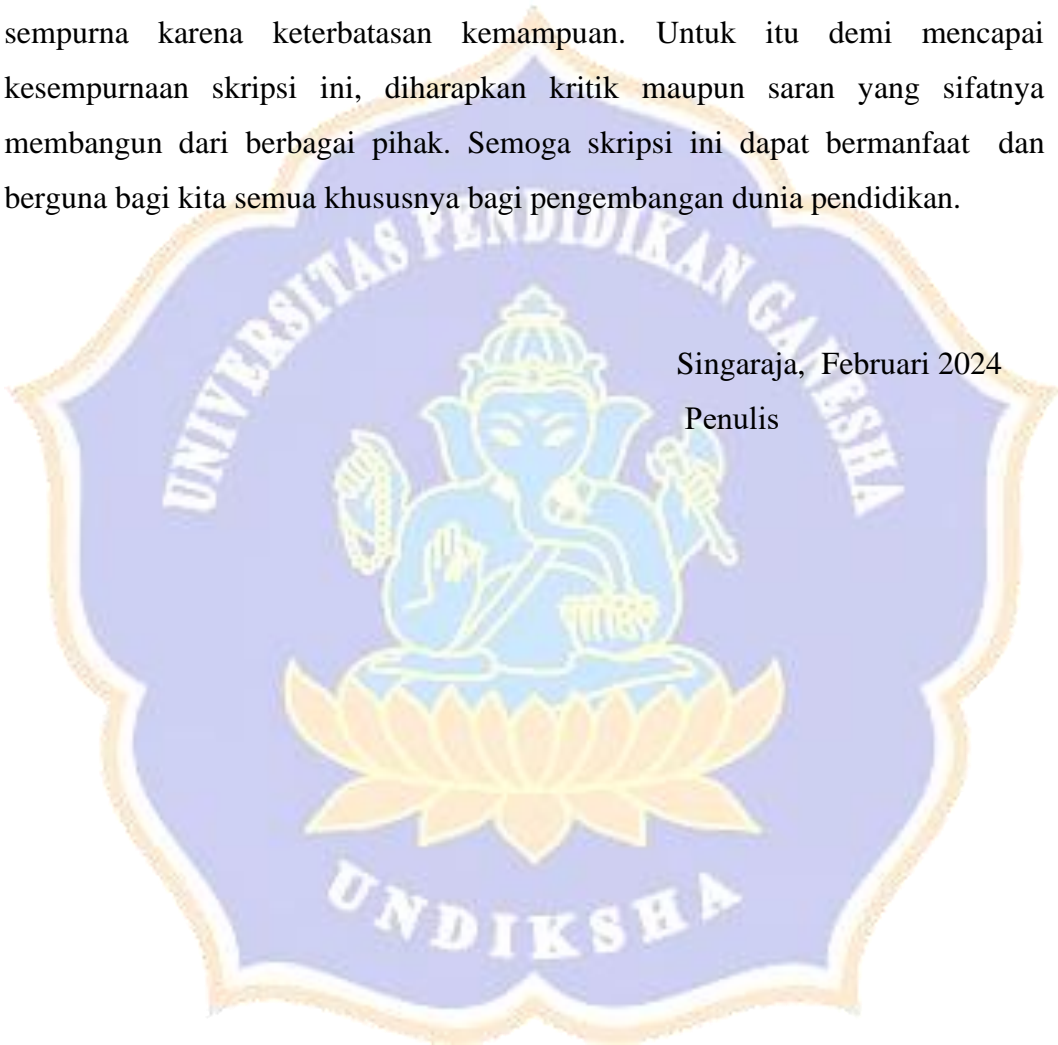 sempurna karena keterbatasan kemampuan. Untuk itu demi mencapai
kesempurnaan skripsi ini, diharapkan kritik maupun saran yang sifatnya
membangun dari berbagai pihak. Semoga skripsi ini dapat bermanfaat dan
berguna bagi kita semua khususnya bagi pengembangan dunia pendidikan.
UNIVERSITAS PENDIDIKAN GANESHA
Singaraja, Februari 2024
Penulis
UNDIKSHA